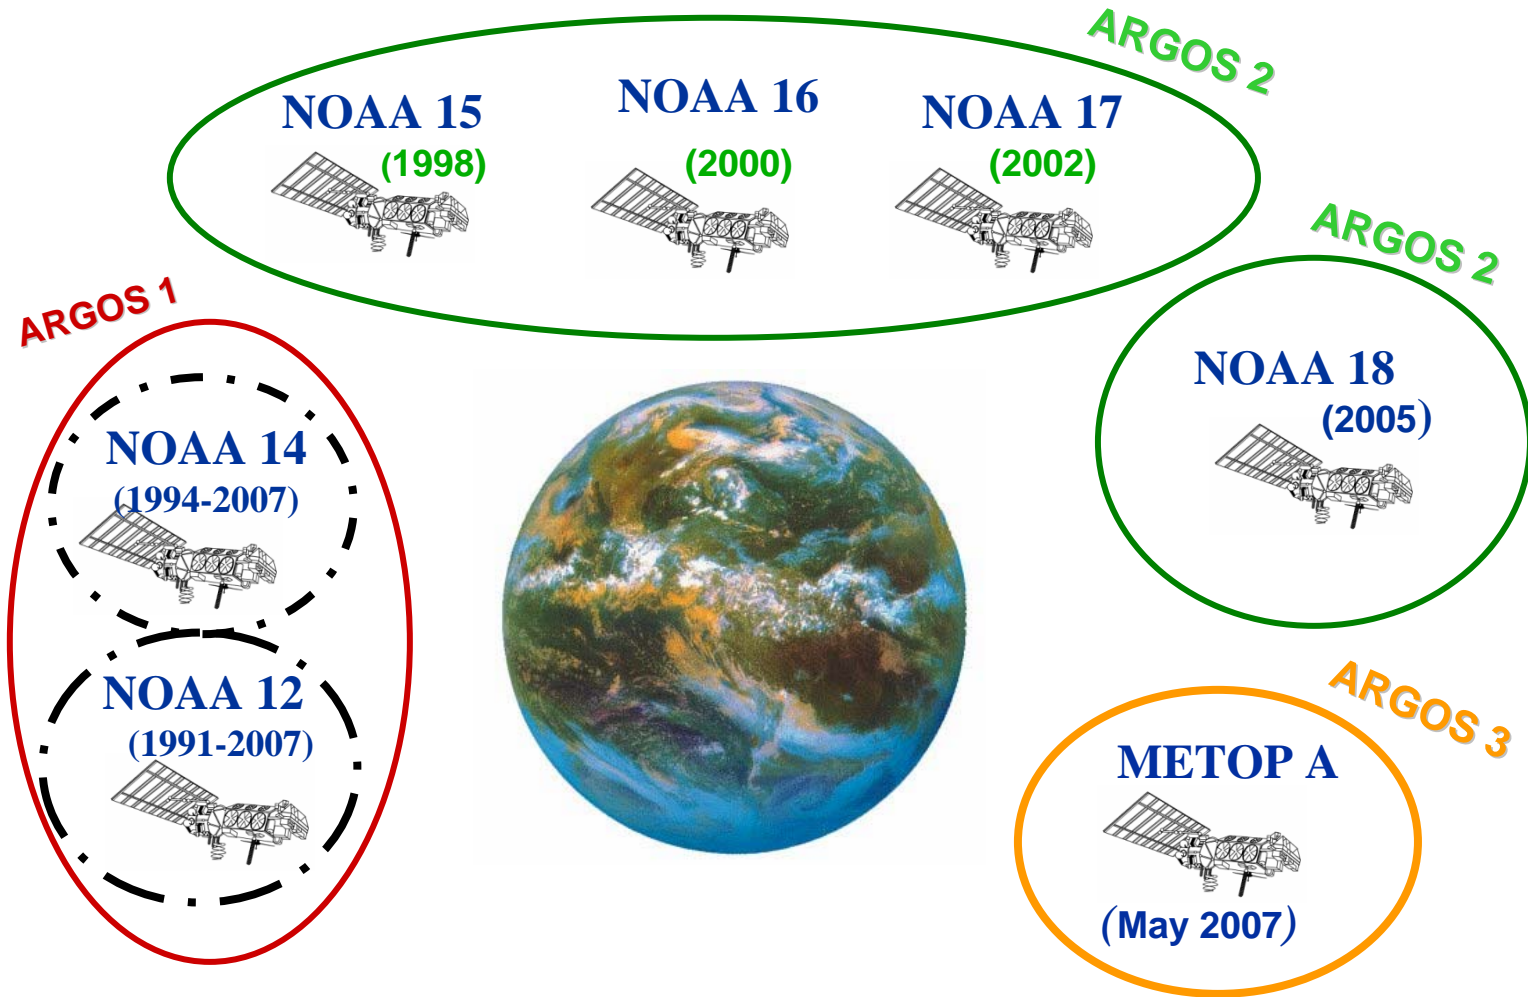 ARGOS 2
NOAA 15
(1998)
NOAA 16
(2000)
NOAA 17
(2002)
ARGOS 2
NOAA 18
(2005)
ARGOS 1
NOAA 14
(1994-2007)
NOAA 12
(1991-2007)
ARGOS 3
METOP A
(May 2007)